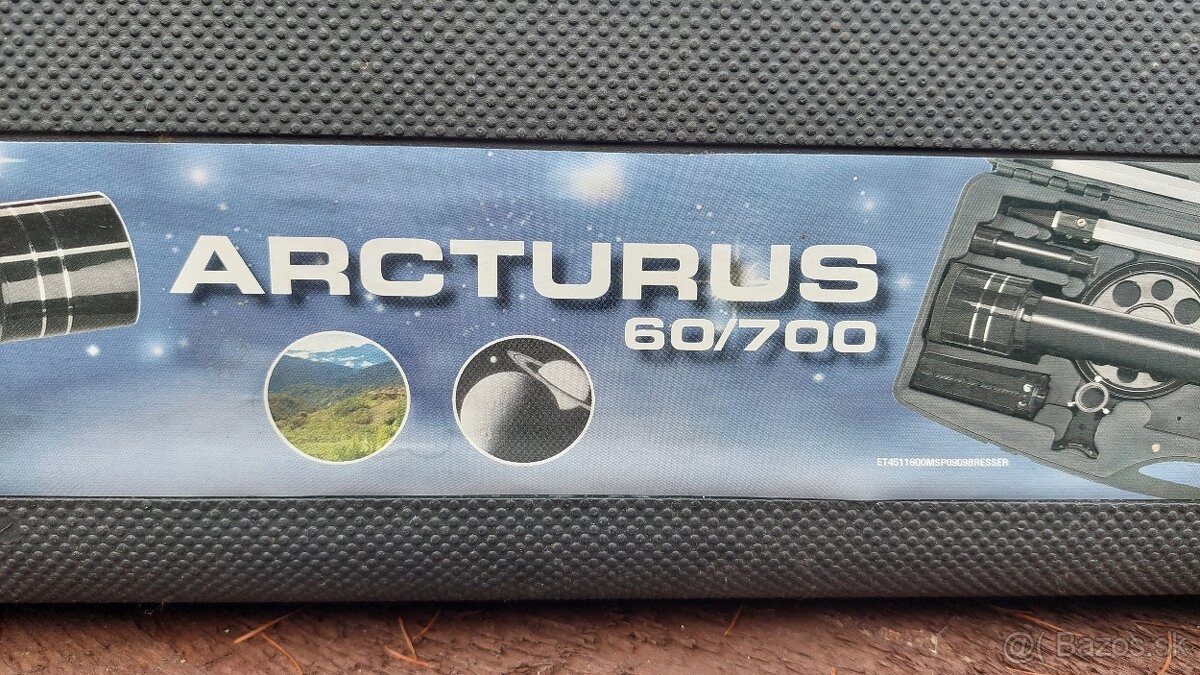 ARCTURUS
60/700
ET4511600MSP0909BRESSER
@( Bazos.sk